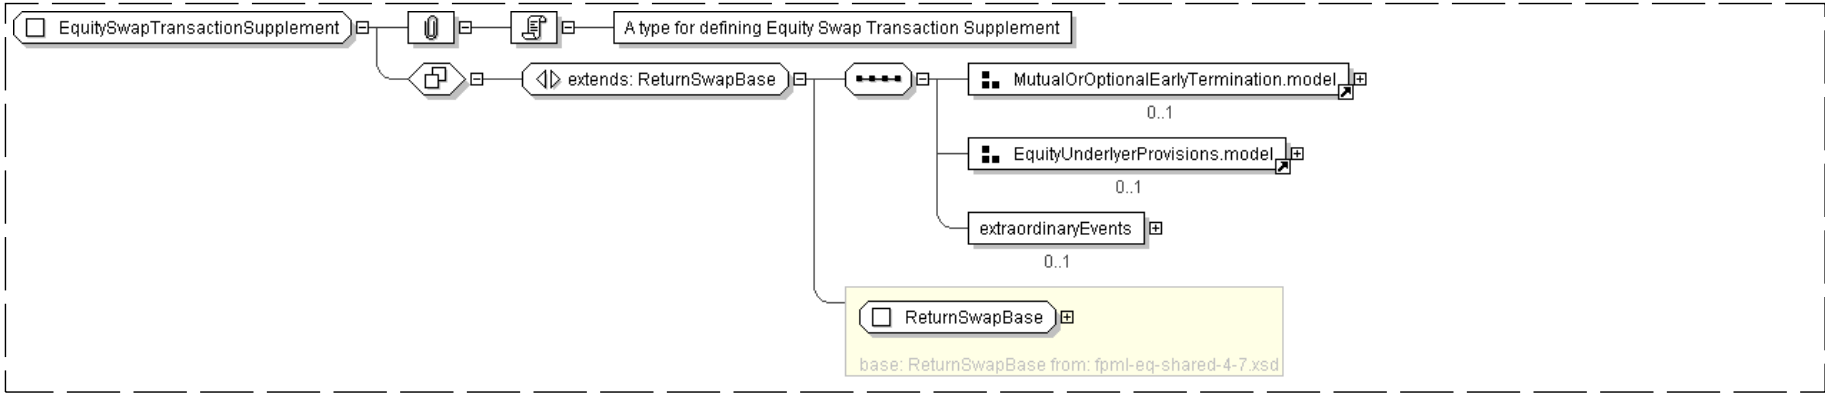 EquitySwapTransactionSupplement
A type for defining Equity Swap Transaction Supplement
extends: ReturnSwapBase
MutualOrOptionalEarlyTermination.model
0..1
EquityUnderlyerProvisions.model
0..1
extraordinaryEvents
0..1
ReturnSwapBase
base: ReturnSwapBase from: fpml-eq-shared-4-7.xsd